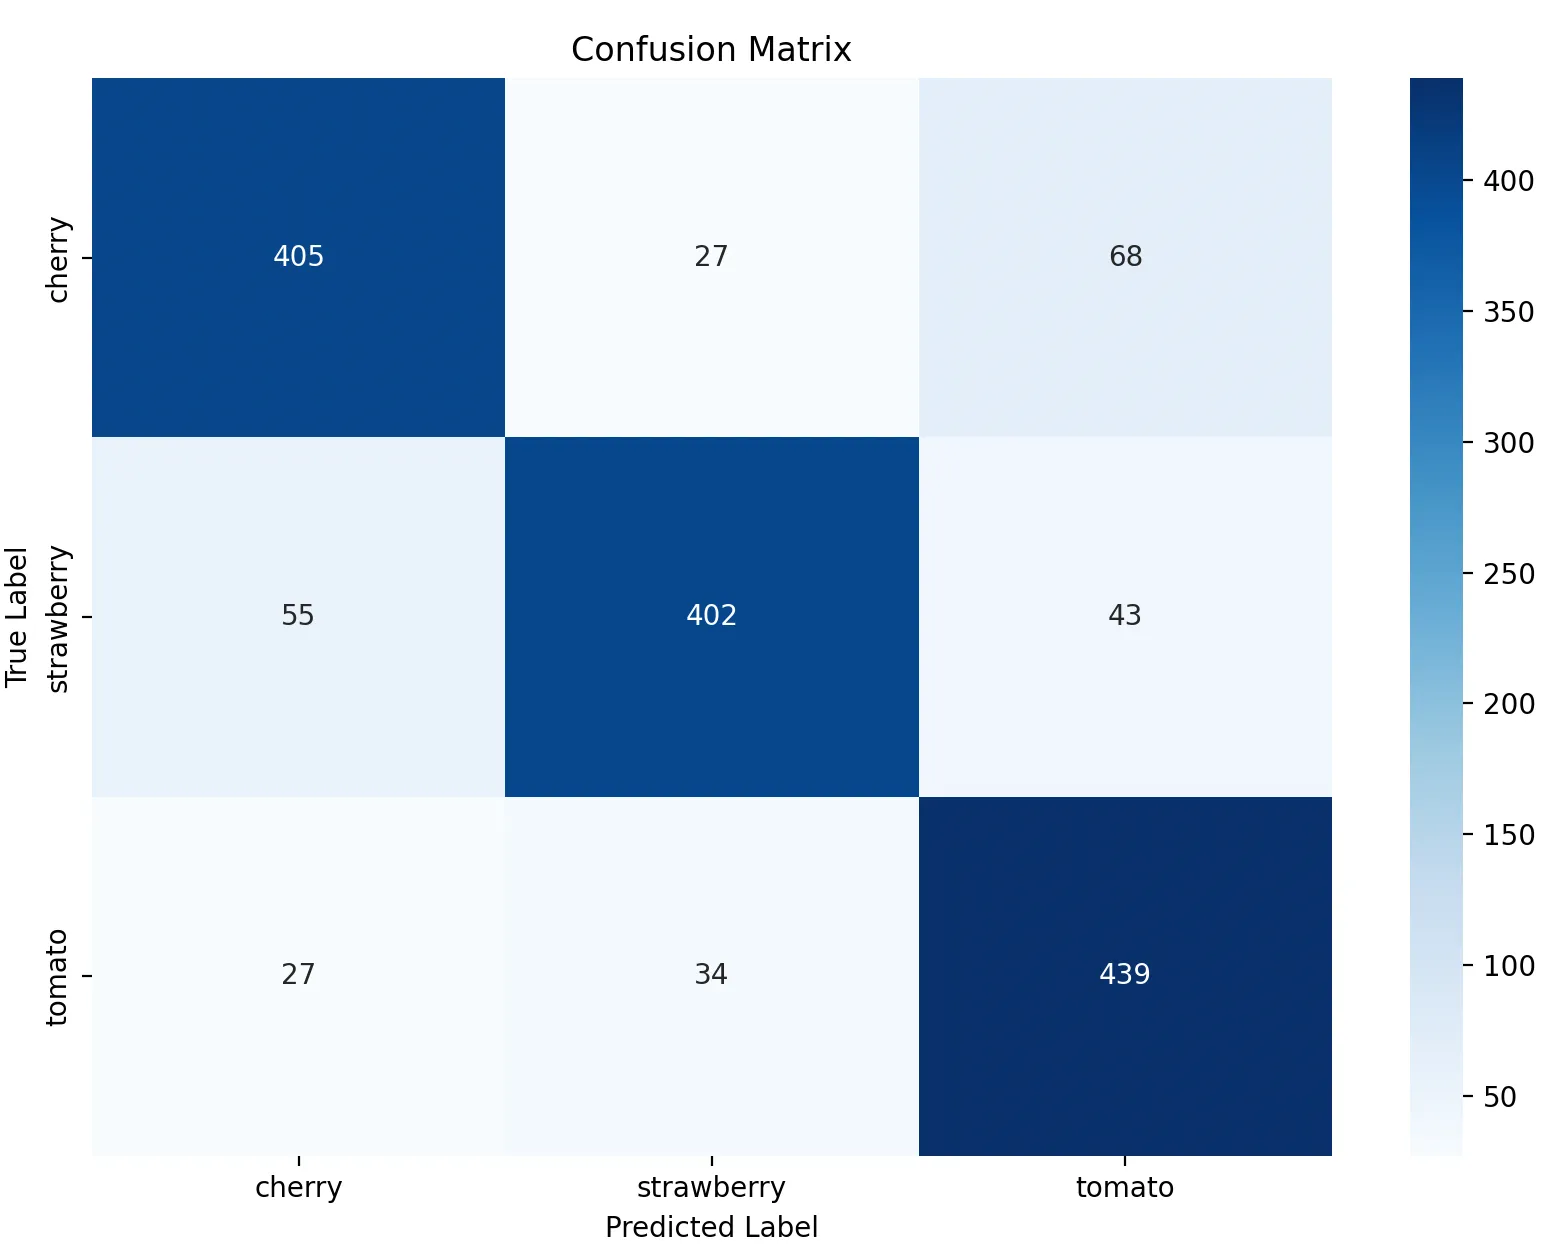 Confusion Matrix
True Label
cherry
405
27
68
strawberry
55
402
43
tomato
27
34
439
cherry
strawberry
tomato
Predicted Label
400
350
300
250
200
150
100
50